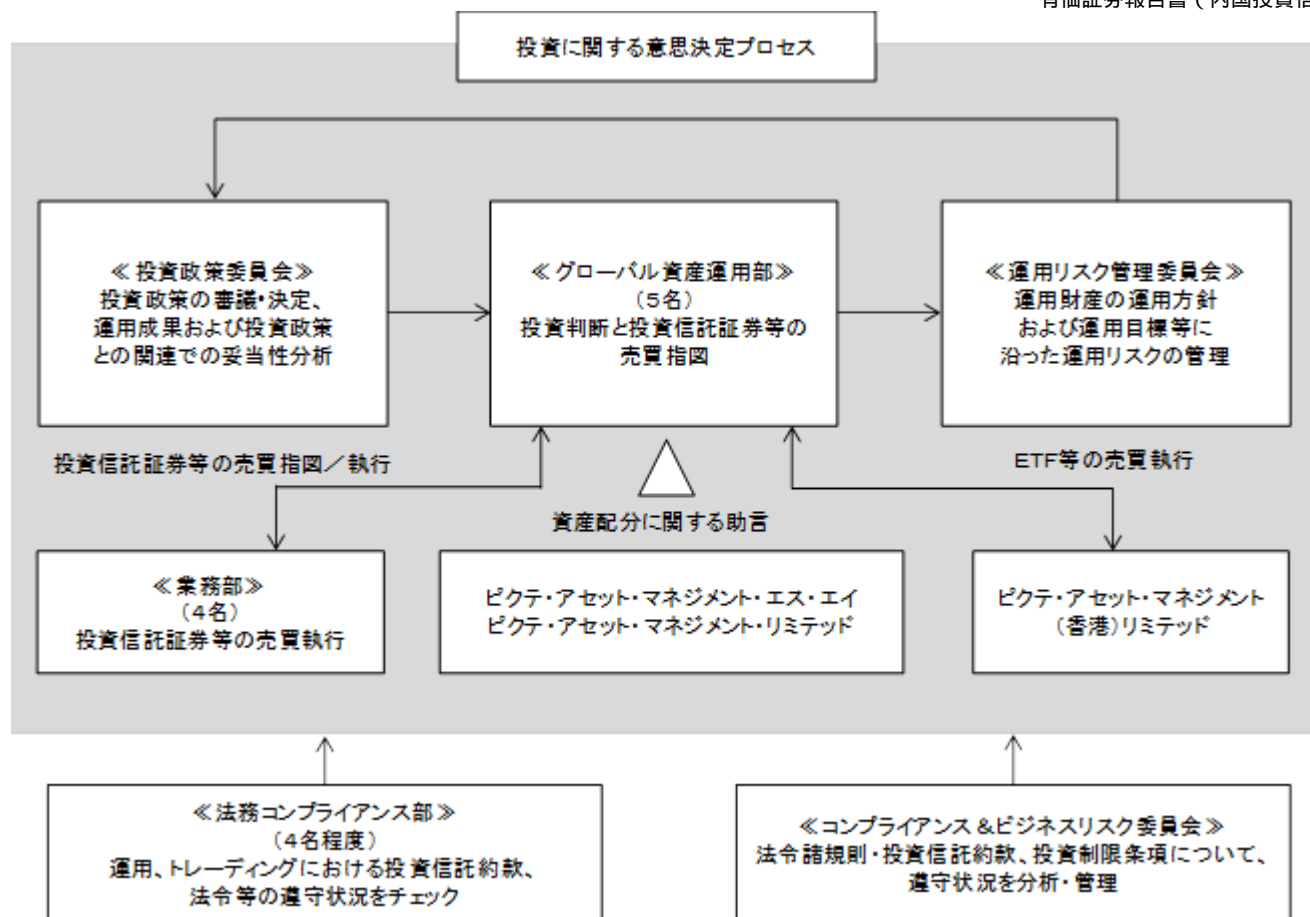 有価証券報告書（内国投資信
投資に関する意思決定プロセス
≪投資政策委員会≫
投資政策の審議・決定、
運用成果および投資政策
との関連での妥当性分析
≪グローバル資産運用部≫
（5名）
投資判断と投資信託証券等の
売買指図
≪運用リスク管理委員会≫
運用財産の運用方針
および運用目標等に
沿った運用リスクの管理
投資信託証券等の売買指図／執行
資産配分に関する助言
ETF等の売買執行
≪業務部≫
（4名）
投資信託証券等の売買執行
ピクテ・アセット・マネジメント・エス・エイ
ピクテ・アセット・マネジメント・リミテッド
ピクテ・アセット・マネジメント
（香港）リミテッド
≪法務コンプライアンス部≫
（4名程度）
運用、トレーディングにおける投資信託約款、
法令等の遵守状況をチェック
≪コンプライアンス＆ビジネスリスク委員会≫
法令諸規則・投資信託約款、投資制限条項について、
遵守状況を分析・管理